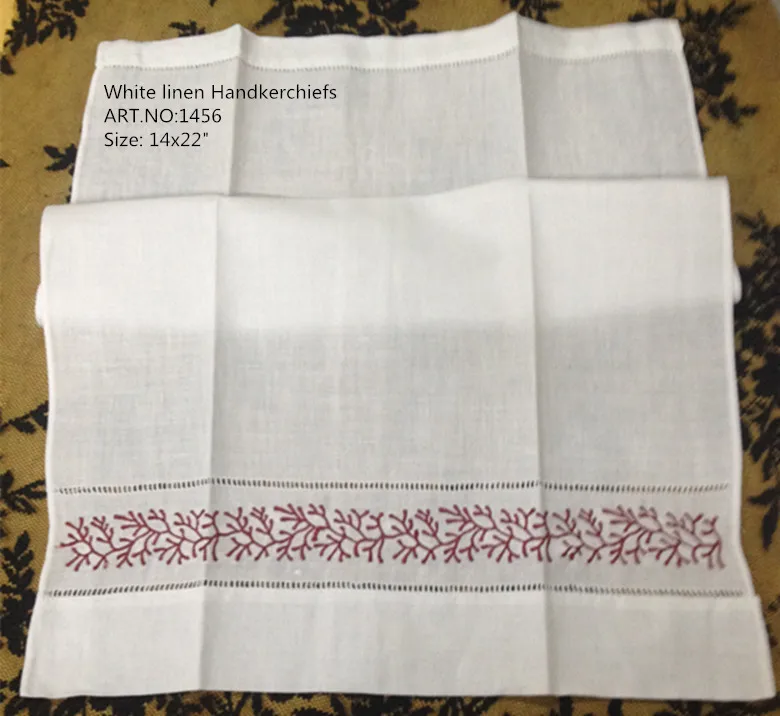 White linen Handkerchiefs
ART.NO:1456
Size: 14x22"